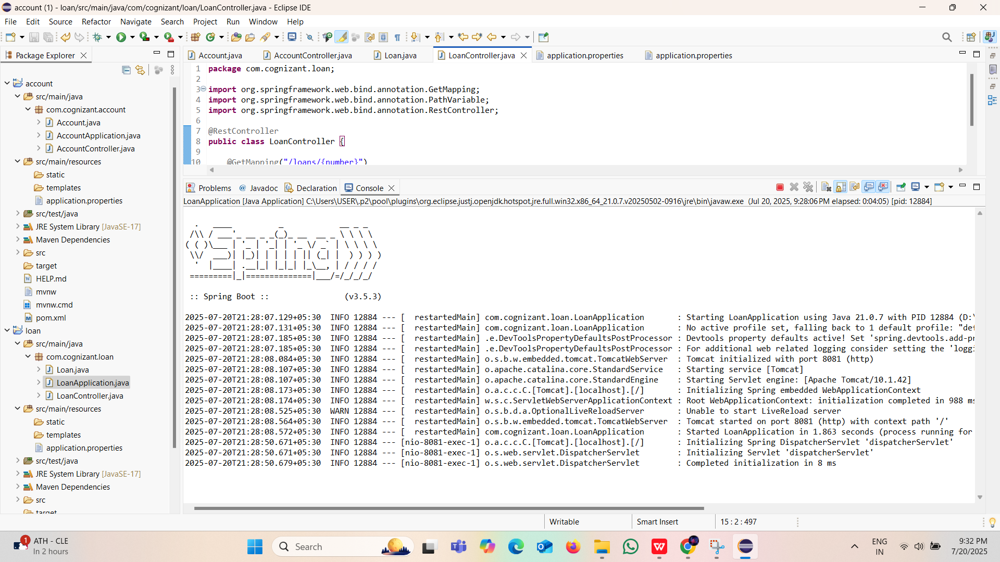 account (1) - loan/src/main/java/com/cognizant/loan/LoanController.java - Eclipse IDE
File Edit Source Refactor Navigate Search Project Run Window Help
Package Explorer
account
src/main/java
com.cognizant.account
Account.java
AccountApplication.java
AccountController.java
src/main/resources
static
templates
application.properties
src/test/java
JRE System Library [JavaSE-17]
Maven Dependencies
src
target
HELP.md
mvnw
mvnw.cmd
pom.xml
loan
src/main/java
com.cognizant.loan
Loan.java
LoanApplication.java
LoanController.java
src/main/resources
static
templates
application.properties
src/test/java
JRE System Library [JavaSE-17]
Maven Dependencies
src
target
Account.java AccountController.java Loan.java LoanController.java application.properties application.properties
1 package com.cognizant.loan;
2
3 import org.springframework.web.bind.annotation.GetMapping;
4 import org.springframework.web.bind.annotation.PathVariable;
5 import org.springframework.web.bind.annotation.RestController;
6
7 @RestController
8 public class LoanController {
9
10 @GetMapping("/loans/{number}")
Problems @ Javadoc Declaration Console
LoanApplication [Java Application] C:\Users\USER\.p2\pool\plugins\org.eclipse.justj.openjdk.hotspot.jre.full.win32.x86_64_21.0.7.v20250502-0916\jre\bin\javaw.exe (Jul 20, 2025, 9:28:06 PM elapsed: 0:04:05) [pid: 12884]
Spring
:: Spring Boot :: (v3.5.3)
2025-07-20T21:28:07.129+05:30 INFO 12884 --- [ restartedMain] com.cognizant.loan.LoanApplication : Starting LoanApplication using Java 21.0.7 with PID 12884 (D:\
2025-07-20T21:28:07.131+05:30 INFO 12884 --- [ restartedMain] com.cognizant.loan.LoanApplication : No active profile set, falling back to 1 default profile: "def
2025-07-20T21:28:07.185+05:30 INFO 12884 --- [ restartedMain] .e.DevToolsPropertyDefaultsPostProcessor : Devtools property defaults active! Set 'spring.devtools.add-pr
2025-07-20T21:28:07.185+05:30 INFO 12884 --- [ restartedMain] .e.DevToolsPropertyDefaultsPostProcessor : For additional web related logging consider setting the 'loggi
2025-07-20T21:28:08.084+05:30 INFO 12884 --- [ restartedMain] o.s.b.w.embedded.tomcat.TomcatWebServer : Tomcat initialized with port 8081 (http)
2025-07-20T21:28:08.107+05:30 INFO 12884 --- [ restartedMain] o.apache.catalina.core.StandardService : Starting service [Tomcat]
2025-07-20T21:28:08.107+05:30 INFO 12884 --- [ restartedMain] o.apache.catalina.core.StandardEngine : Starting Servlet engine: [Apache Tomcat/10.1.42]
2025-07-20T21:28:08.173+05:30 INFO 12884 --- [ restartedMain] o.a.c.c.C.[Tomcat].[localhost].[/] : Initializing Spring embedded WebApplicationContext
2025-07-20T21:28:08.174+05:30 INFO 12884 --- [ restartedMain] w.s.c.ServletWebServerApplicationContext : Root WebApplicationContext: initialization completed in 988 ms
2025-07-20T21:28:08.525+05:30 WARN 12884 --- [ restartedMain] o.s.b.d.a.OptionalLiveReloadServer : Unable to start LiveReload server
2025-07-20T21:28:08.564+05:30 INFO 12884 --- [ restartedMain] o.s.b.w.embedded.tomcat.TomcatWebServer : Tomcat started on port 8081 (http) with context path '/'
2025-07-20T21:28:08.572+05:30 INFO 12884 --- [ restartedMain] com.cognizant.loan.LoanApplication : Started LoanApplication in 1.863 seconds (process running for
2025-07-20T21:28:50.671+05:30 INFO 12884 --- [nio-8081-exec-1] o.a.c.c.C.[Tomcat].[localhost].[/] : Initializing Spring DispatcherServlet 'dispatcherServlet'
2025-07-20T21:28:50.671+05:30 INFO 12884 --- [nio-8081-exec-1] o.s.web.servlet.DispatcherServlet : Initializing Servlet 'dispatcherServlet'
2025-07-20T21:28:50.679+05:30 INFO 12884 --- [nio-8081-exec-1] o.s.web.servlet.DispatcherServlet : Completed initialization in 8 ms
Writable Smart Insert 15 : 2 : 497
1 ATH - CLE
In 2 hours
Search
ENG
IN
9:32 PM
7/20/2025